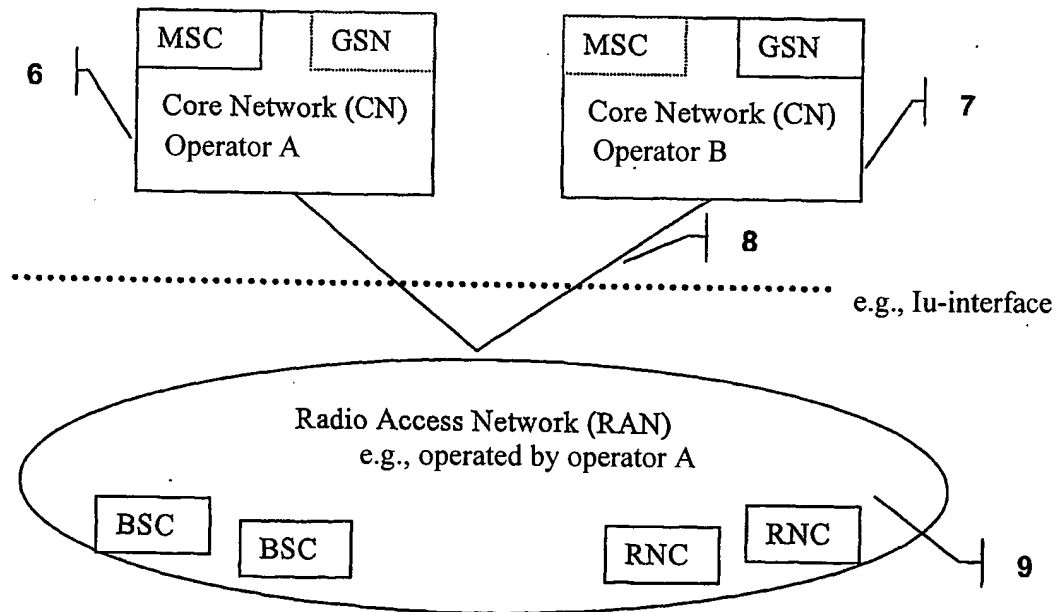 MSC GSN
MSC GSN
6
Core Network (CN)
Operator A
Core Network (CN)
Operator B
7
8
e.g., Iu-interface
Radio Access Network (RAN)
e.g., operated by operator A
BSC
BSC
RNC
RNC
9